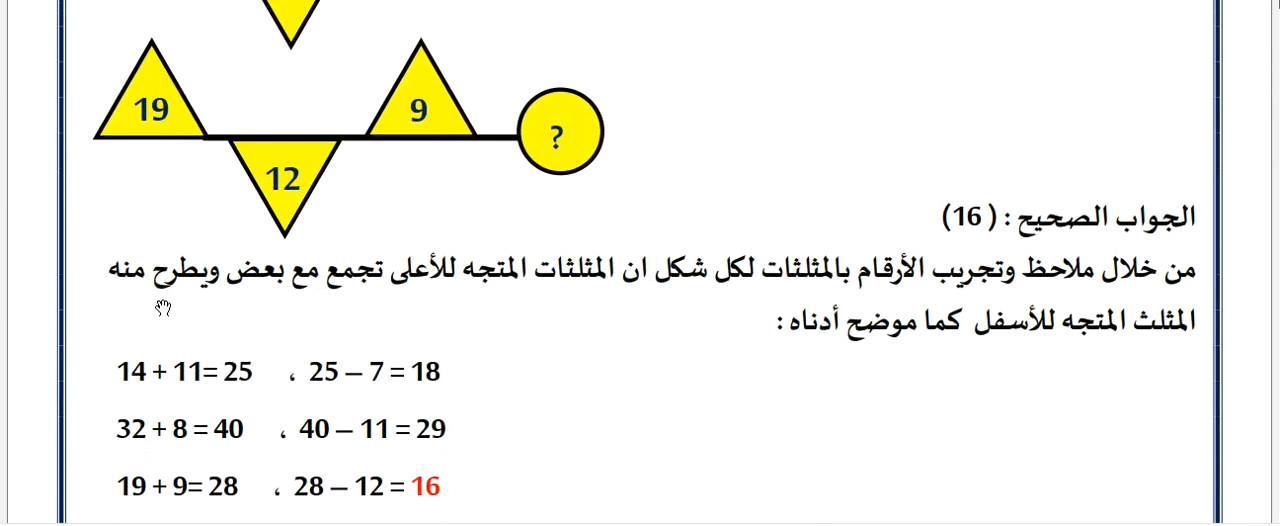 19
9
?
12
الجواب الصحيح : ( 16)
من خلال ملاحظ وتجريب الأرقام بالمثلثات لكل شكل ان المثلثات المتجه للأعلى تجمع مع بعض ويطرح منه
المثلث المتجه للأسفل كما موضح أدناه :
14 + 11= 25 ، 25 – 7 = 18
32 + 8 = 40 ، 40 – 11 = 29
19 + 9= 28 ، 28 – 12 = 16